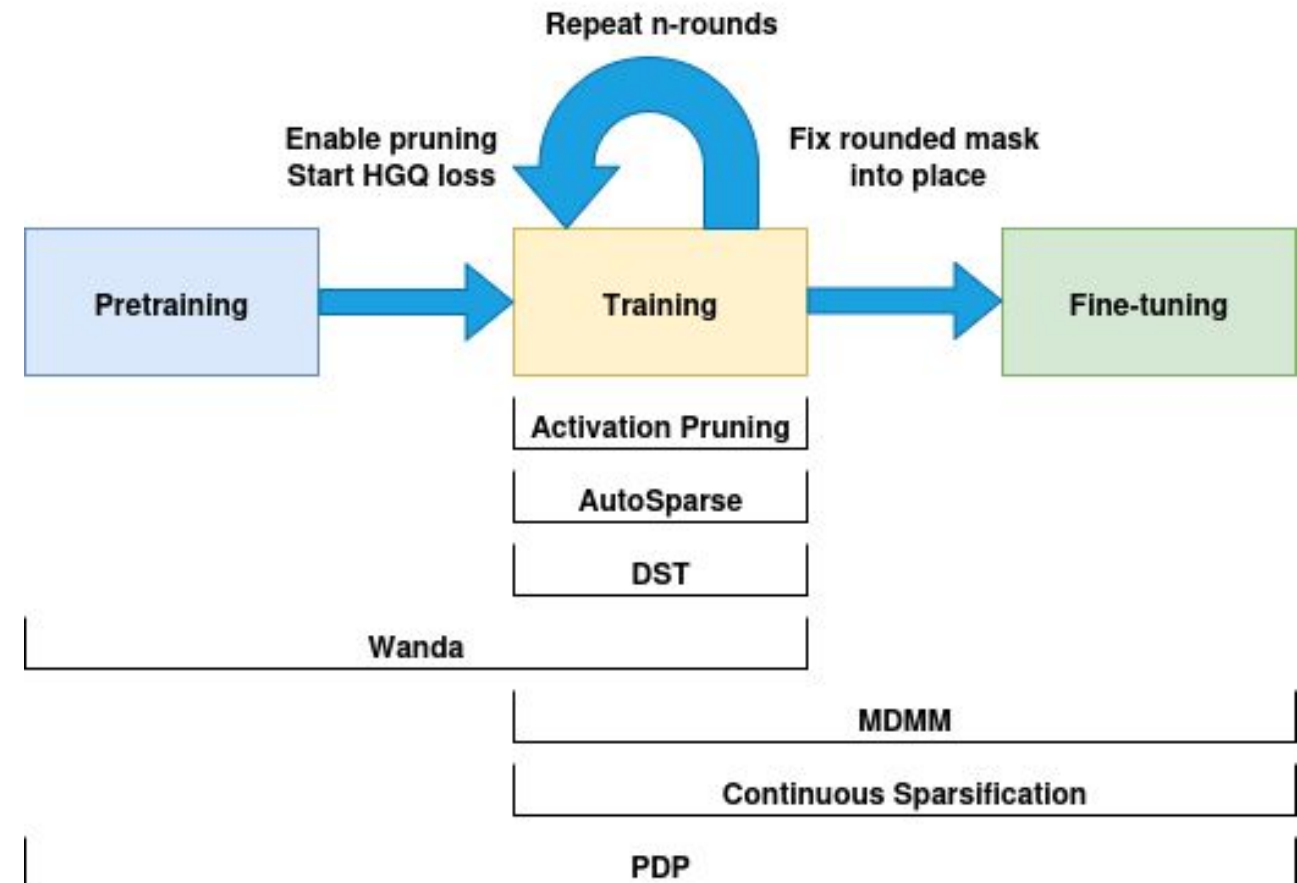 Repeat n-rounds
Enable pruning
Start HGQ loss
Fix rounded mask
into place
Pretraining
Training
Fine-tuning
Activation Pruning
AutoSparse
DST
Wanda
MDMM
Continuous Sparsification
PDP